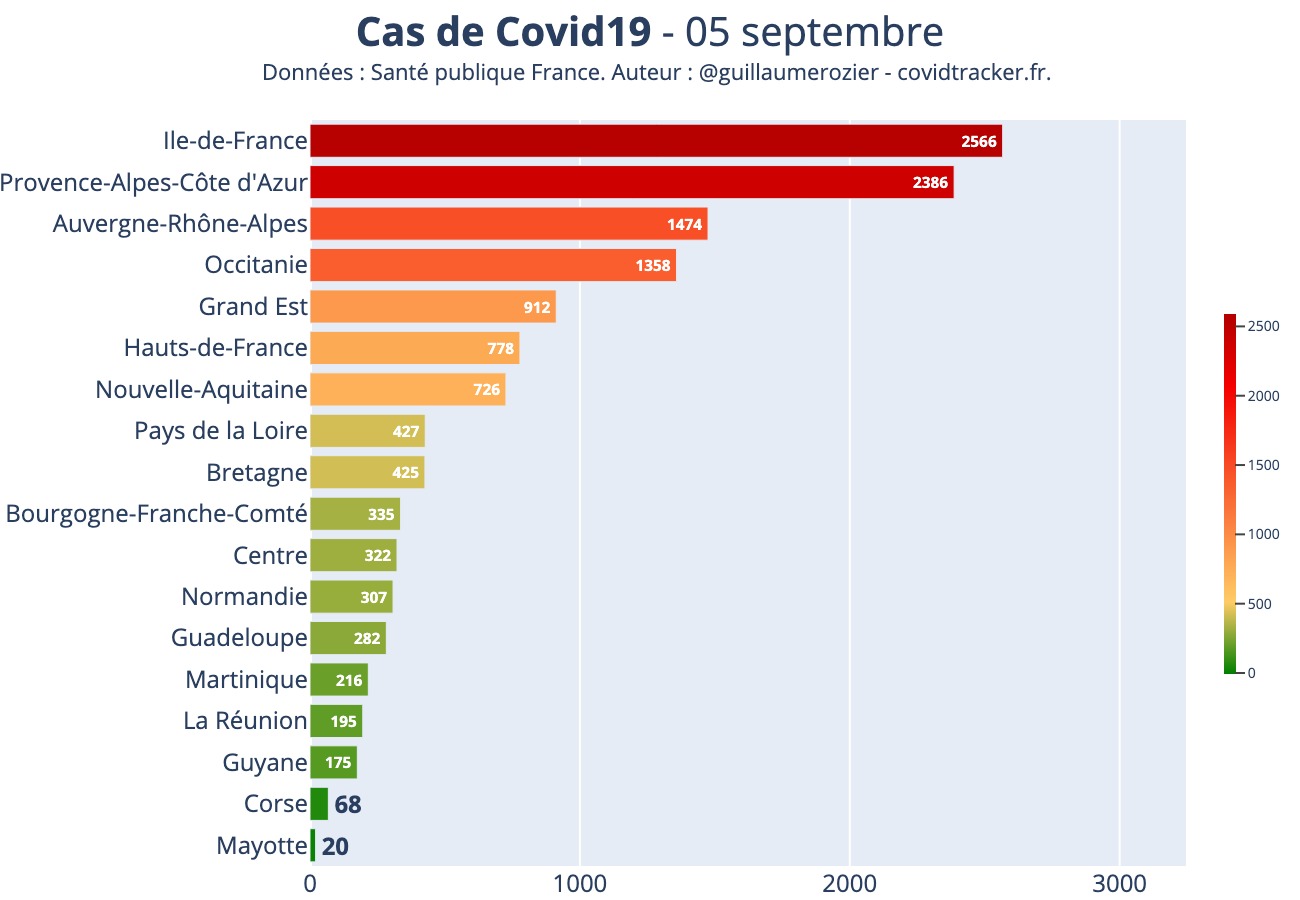 Cas de Covid19 - 05 septembre
Données : Santé publique France. Auteur : @guillaumerozier - covidtracker.fr.
Ile-de-France 2566
Provence-Alpes-Côte d'Azur 2386
Auvergne-Rhône-Alpes 1474
Occitanie 1358
Grand Est 912
Hauts-de-France 778
Nouvelle-Aquitaine 726
Pays de la Loire 427
Bretagne 425
Bourgogne-Franche-Comté 335
Centre 322
Normandie 307
Guadeloupe 282
Martinique 216
La Réunion 195
Guyane 175
Corse 68
Mayotte 20
0 1000 2000 3000
2500
2000
1500
1000
500
0